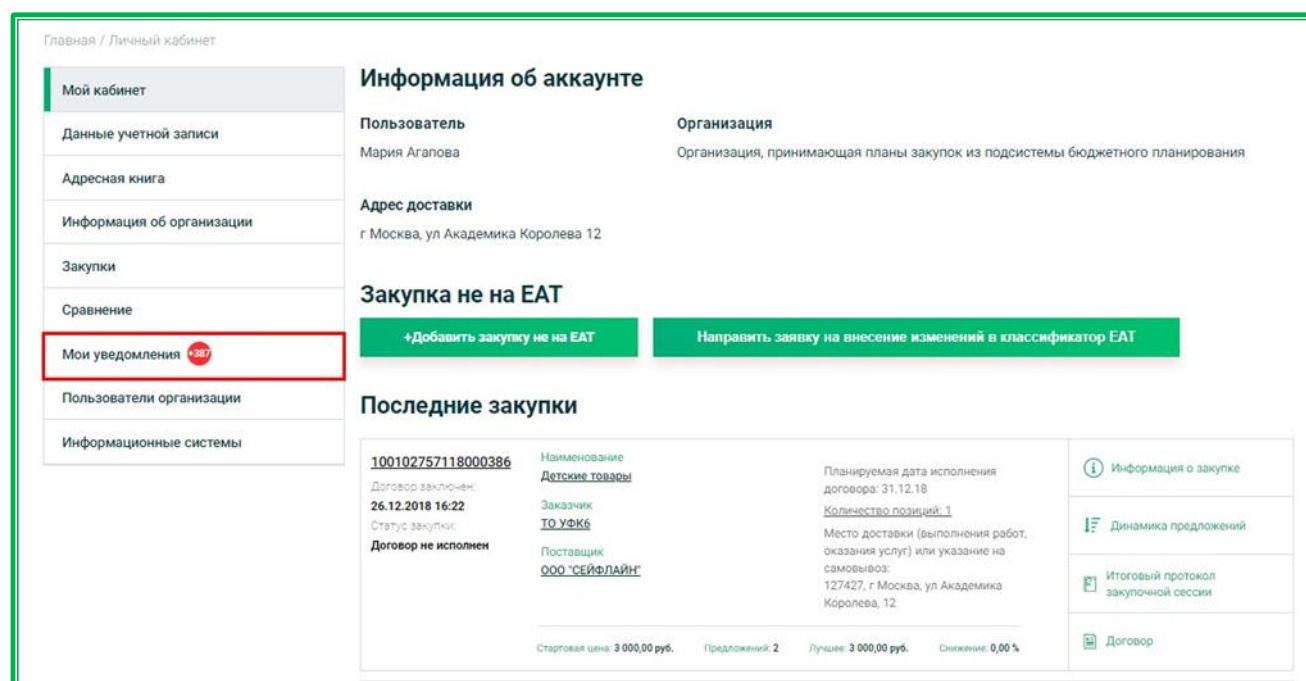 Главная / Личный кабинет
Мой кабинет
Данные учетной записи
Адресная книга
Информация об организации
Закупки
Сравнение
Мои уведомления +387
Пользователи организации
Информационные системы
Информация об аккаунте
Пользователь
Мария Агапова
Организация
Организация, принимающая планы закупок из подсистемы бюджетного планирования
Адрес доставки
г Москва, ул Академика Королева 12
Закупка не на ЕАТ
+Добавить закупку не на ЕАТ
Направить заявку на внесение изменений в классификатор ЕАТ
Последние закупки
100102757118000386
Договор заключен:
26.12.2018 16:22
Статус закупки:
Договор не исполнен
Наименование
Детские товары
Заказчик
ТО УФК6
Поставщик
ООО "СЕЙФЛАЙН"
Планируемая дата исполнения
договора: 31.12.18
Количество позиций: 1
Место доставки (выполнения работ,
оказания услуг) или указание на
самовывоз:
127427, г Москва, ул Академика
Королева, 12
Стартовая цена: 3 000,00 руб.
Предложений: 2
Лучшее: 3 000,00 руб.
Снижение: 0,00 %
Информация о закупке
Динамика предложений
Итоговый протокол
закупочной сессии
Договор